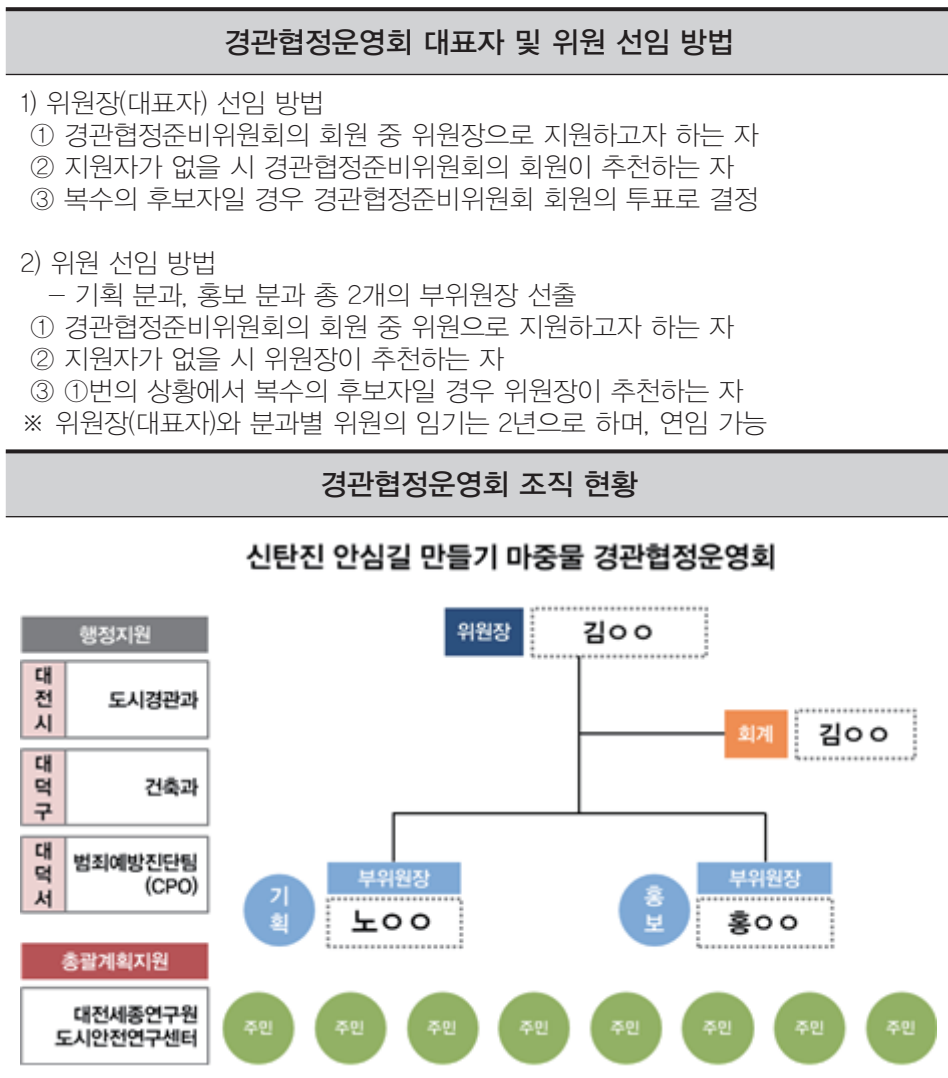 경관협정운영회 대표자 및 위원 선임 방법
1) 위원장(대표자) 선임 방법
① 경관협정준비위원회의 회원 중 위원장으로 지원하고자 하는 자
② 지원자가 없을 시 경관협정준비위원회의 회원이 추천하는 자
③ 복수의 후보자일 경우 경관협정준비위원회 회원의 투표로 결정
2) 위원 선임 방법
– 기획 분과, 홍보 분과 총 2개의 부위원장 선출
① 경관협정준비위원회의 회원 중 위원으로 지원하고자 하는 자
② 지원자가 없을 시 위원장이 추천하는 자
③ ①번의 상황에서 복수의 후보자일 경우 위원장이 추천하는 자
※ 위원장(대표자)와 분과별 위원의 임기는 2년으로 하며, 연임 가능
경관협정운영회 조직 현황
신탄진 안심길 만들기 마중물 경관협정운영회
행정지원
대전시 도시경관과
대덕구 건축과
대덕서 범죄예방진단팀
(CPO)
총괄계획지원
대전세종연구원
도시안전연구센터
위원장 김ㅇㅇ
회계 김ㅇㅇ
기획 부위원장
노ㅇㅇ
홍보 부위원장
홍ㅇㅇ
주민 주민 주민 주민 주민 주민 주민 주민